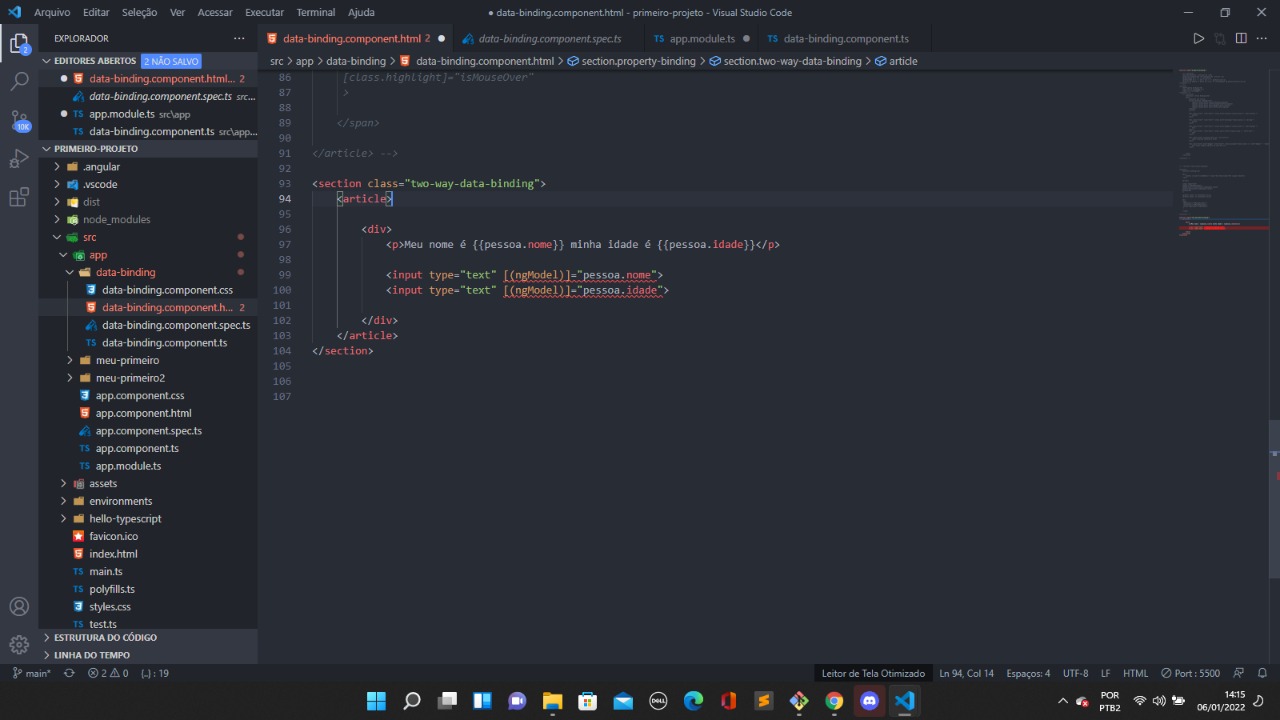 Arquivo Editar Seleção Ver Acessar Executar Terminal Ajuda
● data-binding.component.html - primeiro-projeto - Visual Studio Code
EXPLORADOR ...
EDITORES ABERTOS 2 NÃO SALVO
data-binding.component.html... 2
data-binding.component.spec.ts src...
app.module.ts src\app
data-binding.component.ts src\app...
PRIMEIRO-PROJETO
.angular
.vscode
dist
node_modules
src
app
data-binding
data-binding.component.css
data-binding.component.h... 2
data-binding.component.spec.ts
data-binding.component.ts
meu-primeiro
meu-primeiro2
app.component.css
app.component.html
app.component.spec.ts
app.component.ts
app.module.ts
assets
environments
hello-typescript
favicon.ico
index.html
main.ts
polyfills.ts
styles.css
test.ts
ESTRUTURA DO CÓDIGO
LINHA DO TEMPO
2
10K
data-binding.component.html 2 ● data-binding.component.spec.ts app.module.ts ● data-binding.component.ts
src > app > data-binding > data-binding.component.html > section.property-binding > section.two-way-data-binding > article
86 [class.highlight]="isMouseOver"
87 >
88
89 </span>
90
91 </article> -->
92
93 <section class="two-way-data-binding">
94 <article>
95
96 <div>
97 <p>Meu nome é {{pessoa.nome}} minha idade é {{pessoa.idade}}</p>
98
99 <input type="text" [(ngModel)]="pessoa.nome">
100 <input type="text" [(ngModel)]="pessoa.idade">
101
102 </div>
103 </article>
104 </section>
105
106
107
main* 2 0 {..} : 19 Leitor de Tela Otimizado Ln 94, Col 14 Espaços: 4 UTF-8 LF HTML Port : 5500
DELL
POR
PTB2
14:15
06/01/2022